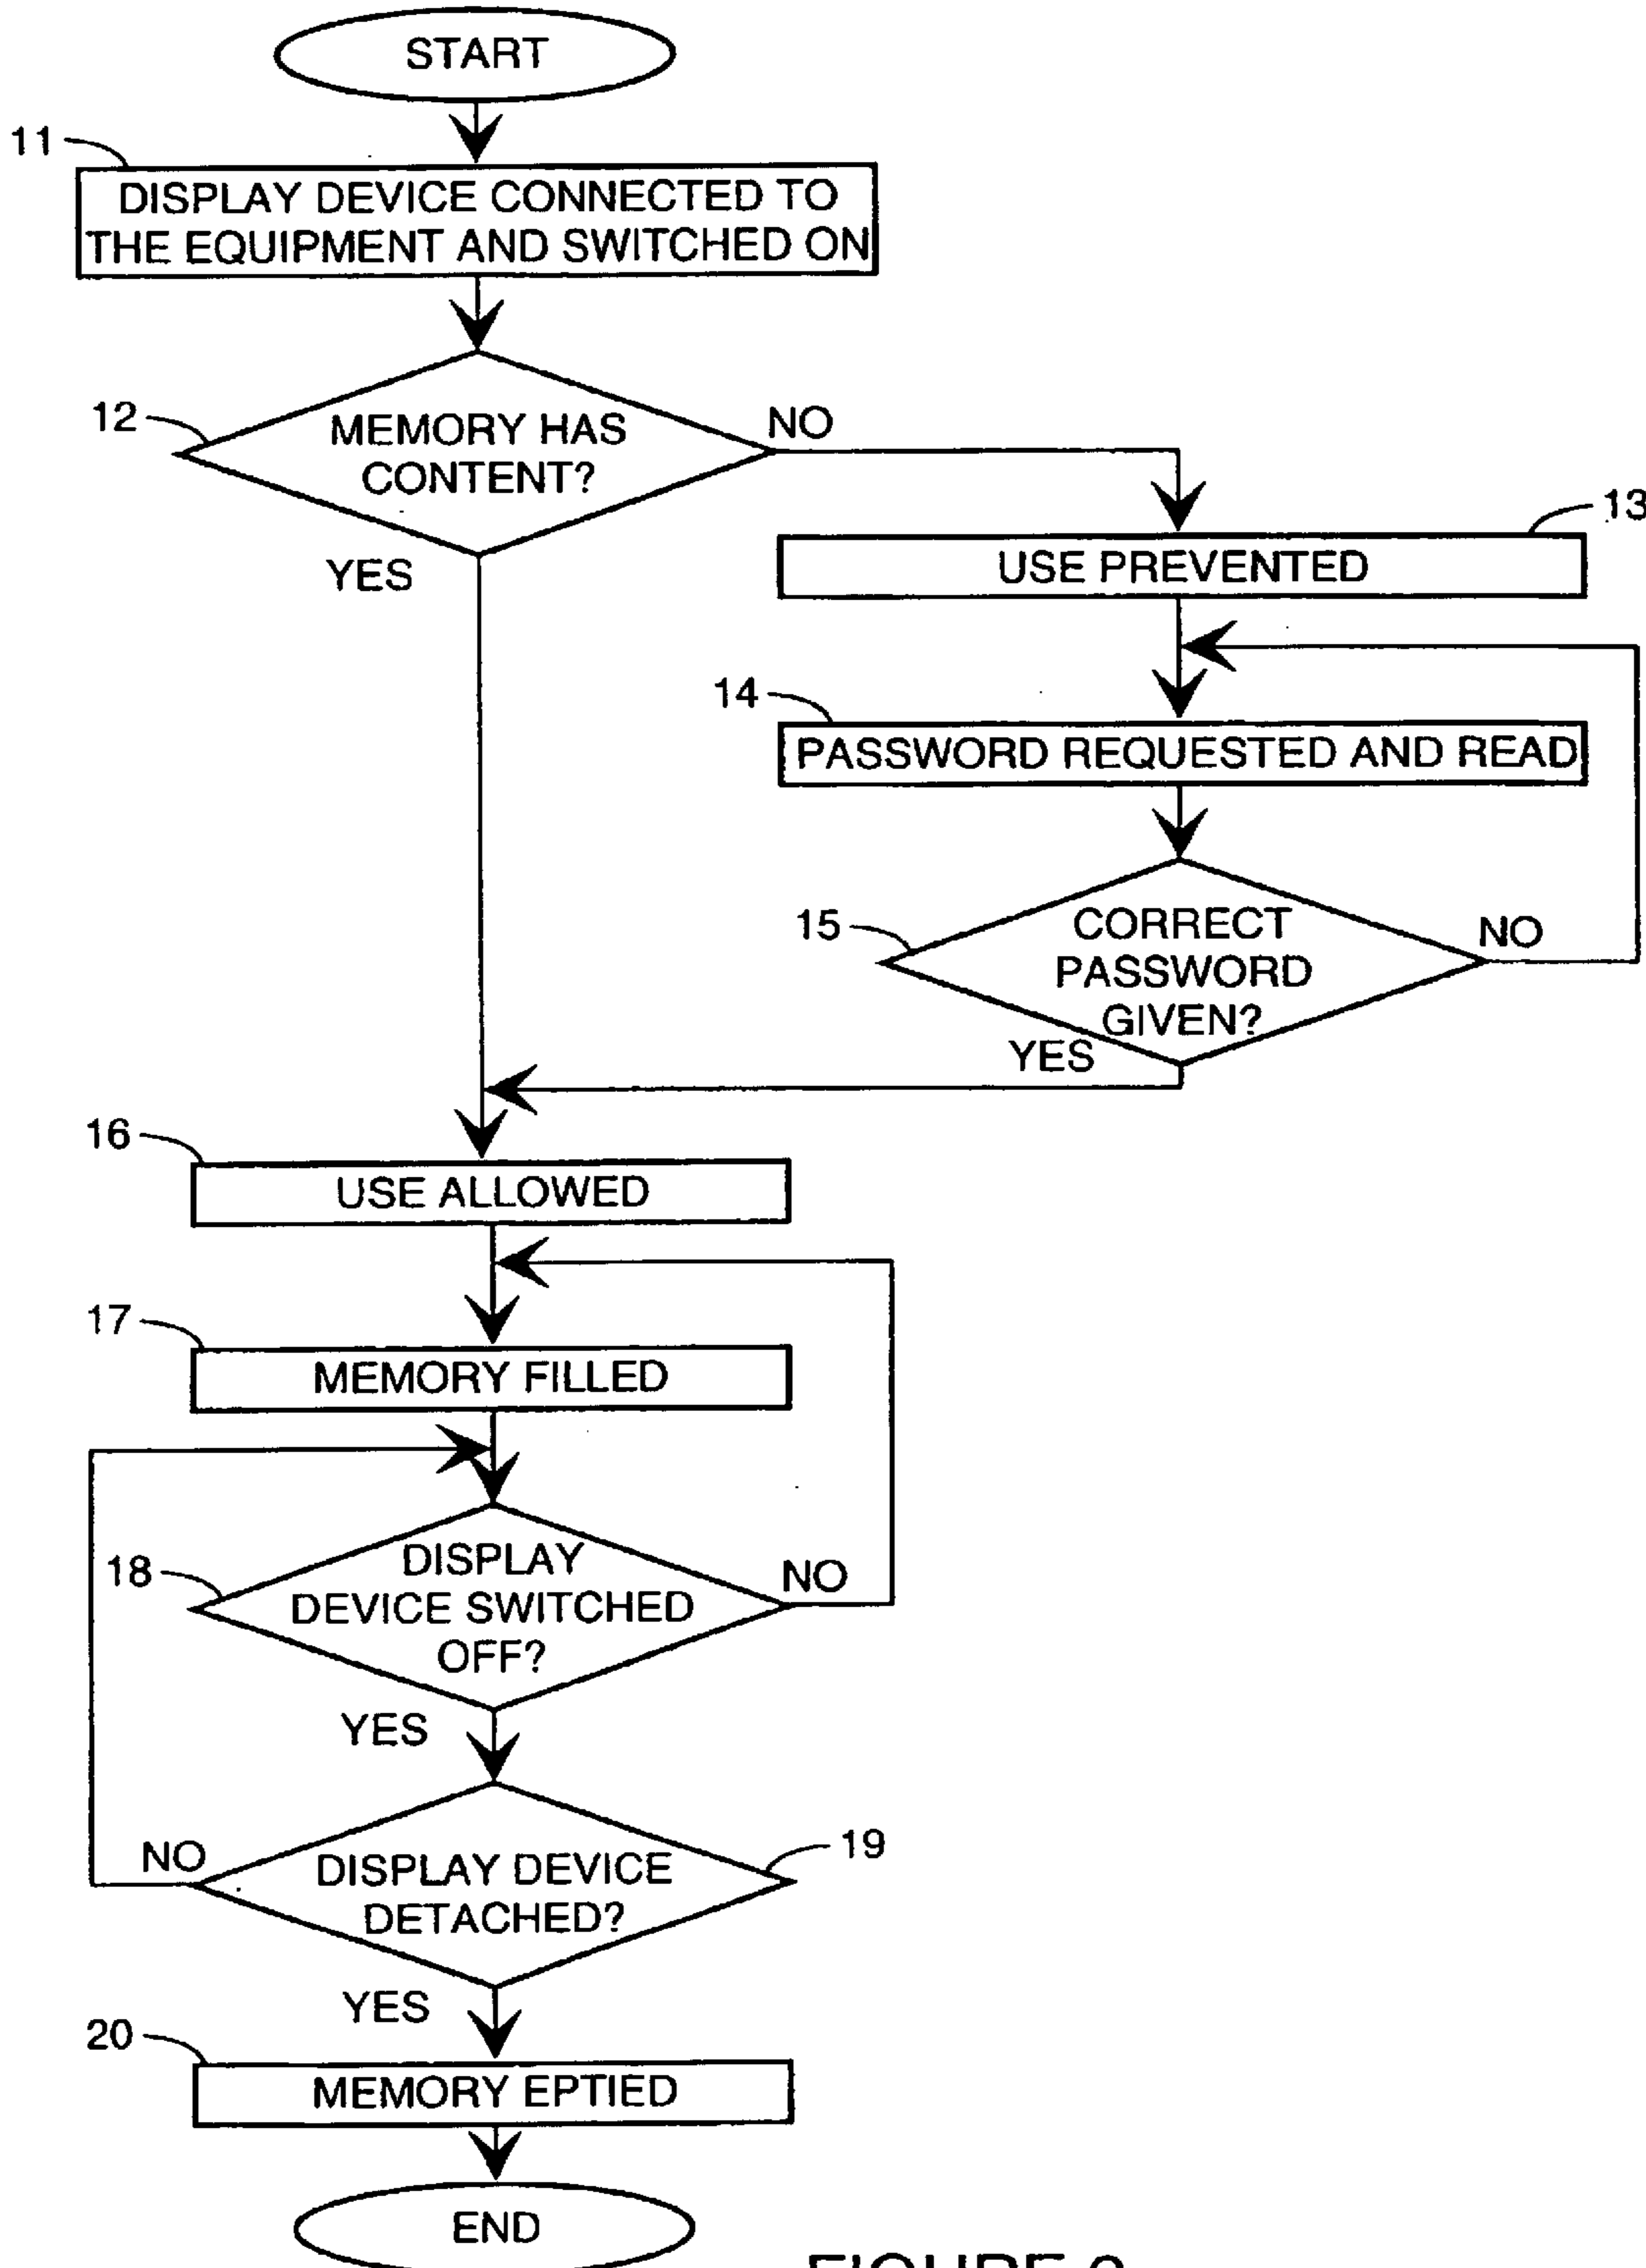 START
11
DISPLAY DEVICE CONNECTED TO
THE EQUIPMENT AND SWITCHED ON
12
MEMORY HAS
CONTENT?
NO
YES
13
USE PREVENTED
14
PASSWORD REQUESTED AND READ
15
CORRECT
PASSWORD
GIVEN?
NO
YES
16
USE ALLOWED
17
MEMORY FILLED
18
DISPLAY
DEVICE SWITCHED
OFF?
NO
YES
19
DISPLAY DEVICE
DETACHED?
NO
YES
20
MEMORY EPTIED
END
FIGURE